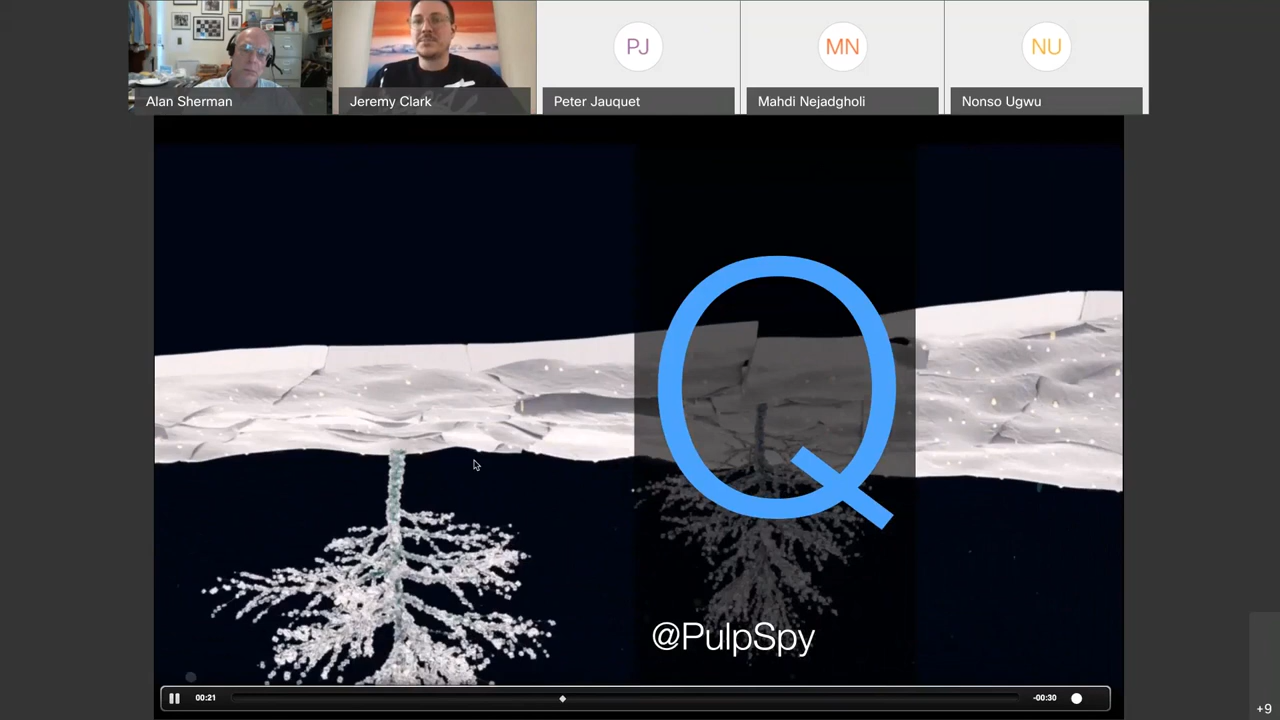 PJ
MN
NU
Alan Sherman
Jeremy Clark
Peter Jauquet
Mahdi Nejadgholi
Nonso Ugwu
Q
@PulpSpy
00:21
-00:30
+9